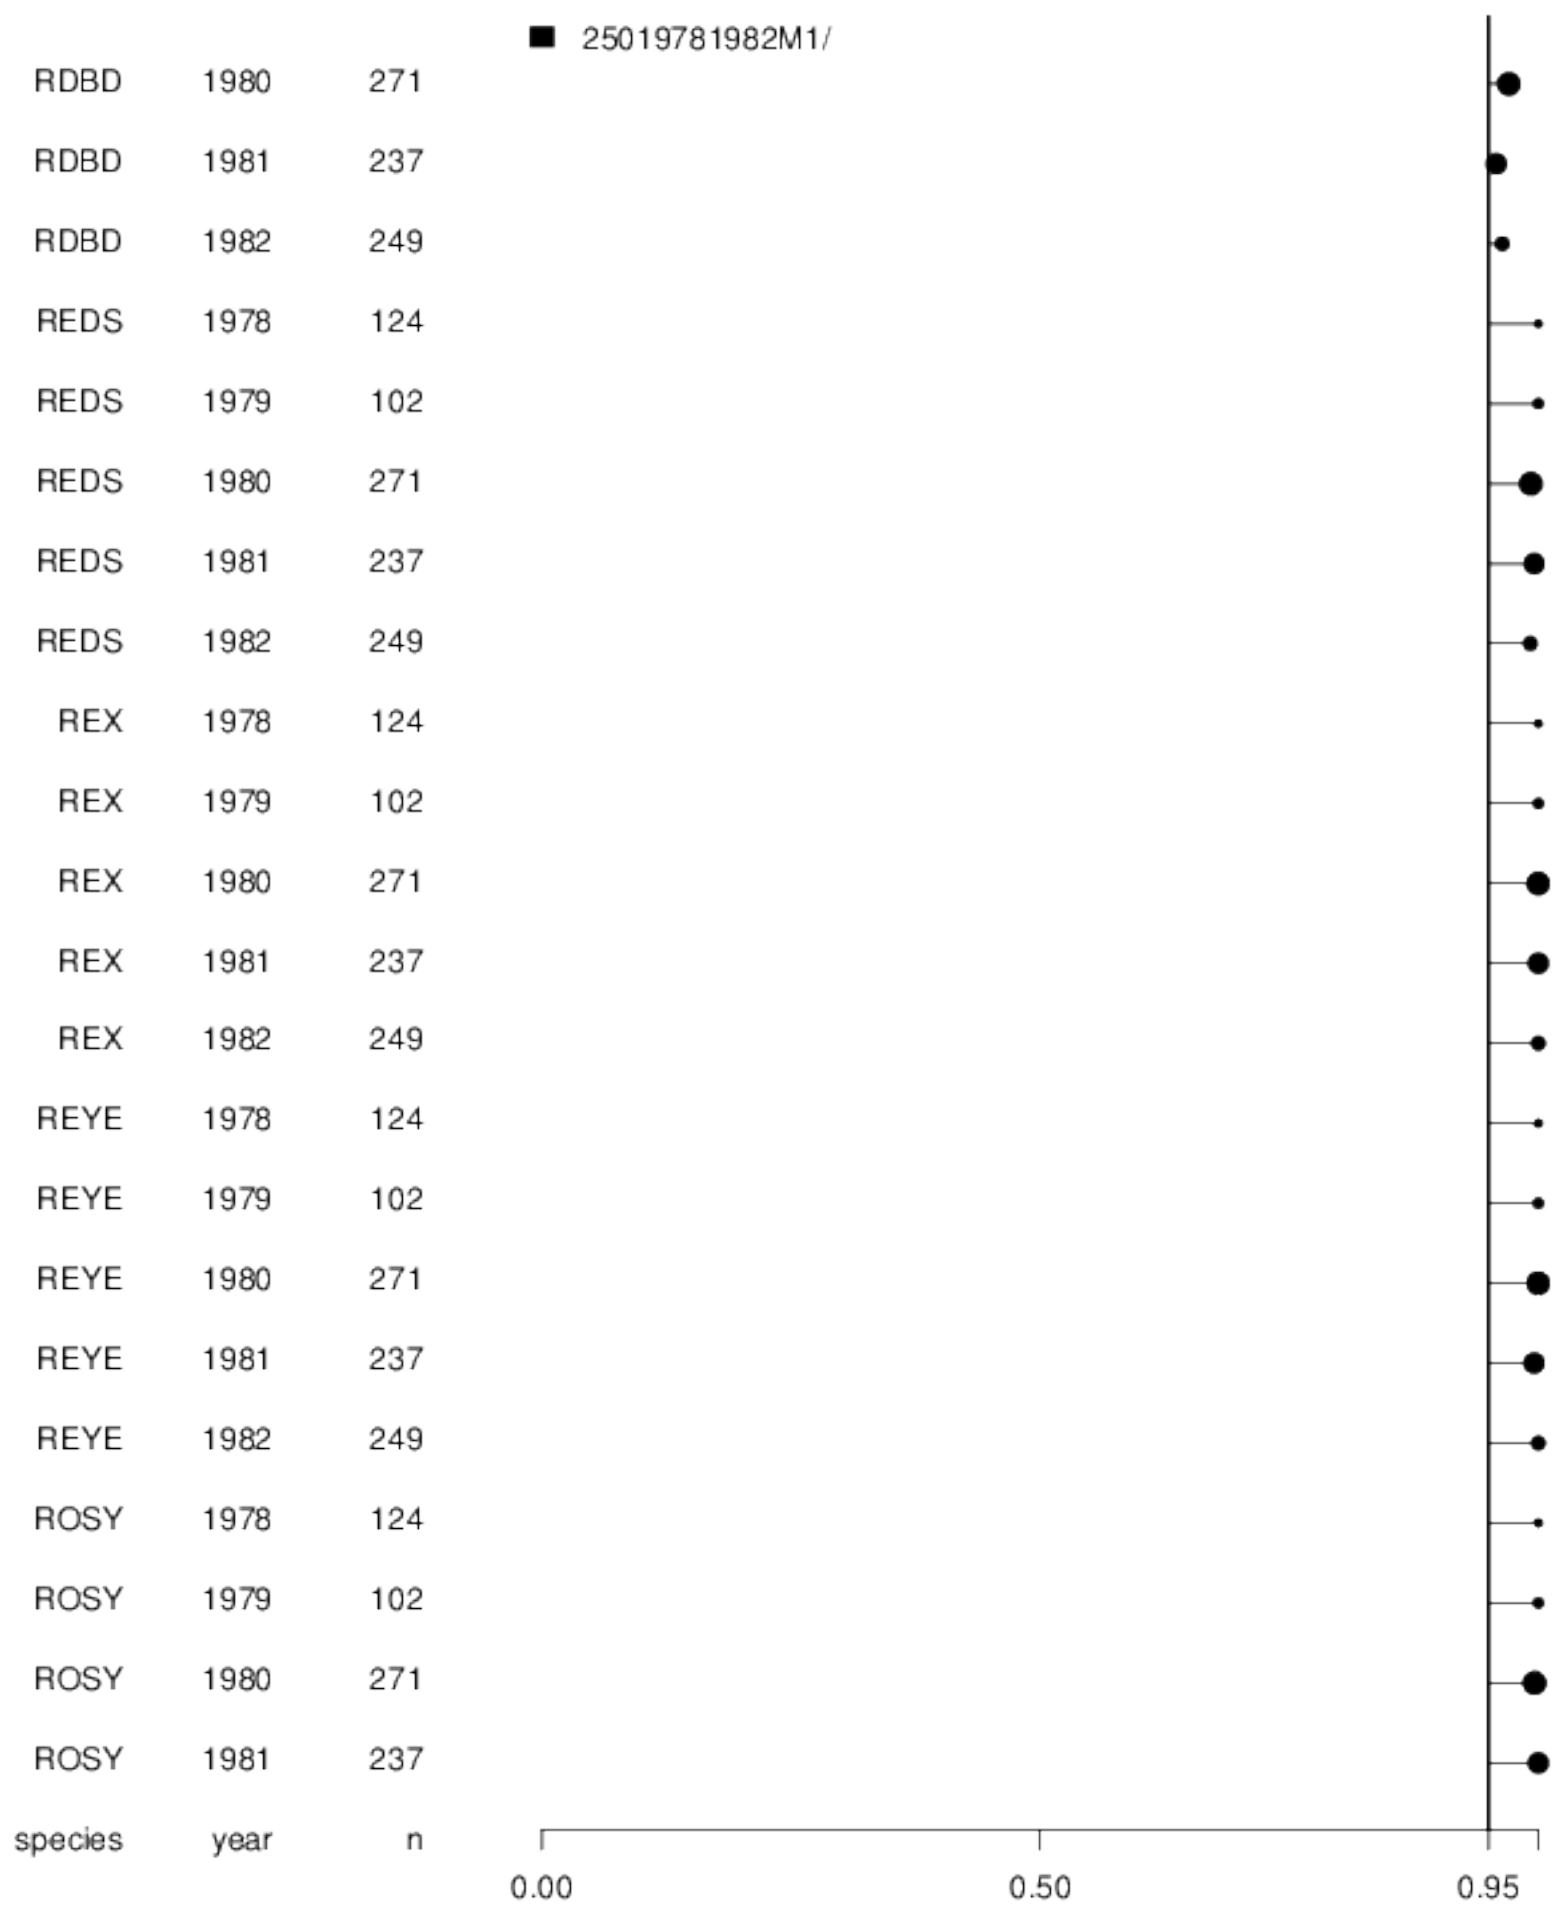 25019781982M1/
RDBD 1980 271
RDBD 1981 237
RDBD 1982 249
REDS 1978 124
REDS 1979 102
REDS 1980 271
REDS 1981 237
REDS 1982 249
REX 1978 124
REX 1979 102
REX 1980 271
REX 1981 237
REX 1982 249
REYE 1978 124
REYE 1979 102
REYE 1980 271
REYE 1981 237
REYE 1982 249
ROSY 1978 124
ROSY 1979 102
ROSY 1980 271
ROSY 1981 237
species year n
0.00 0.50 0.95